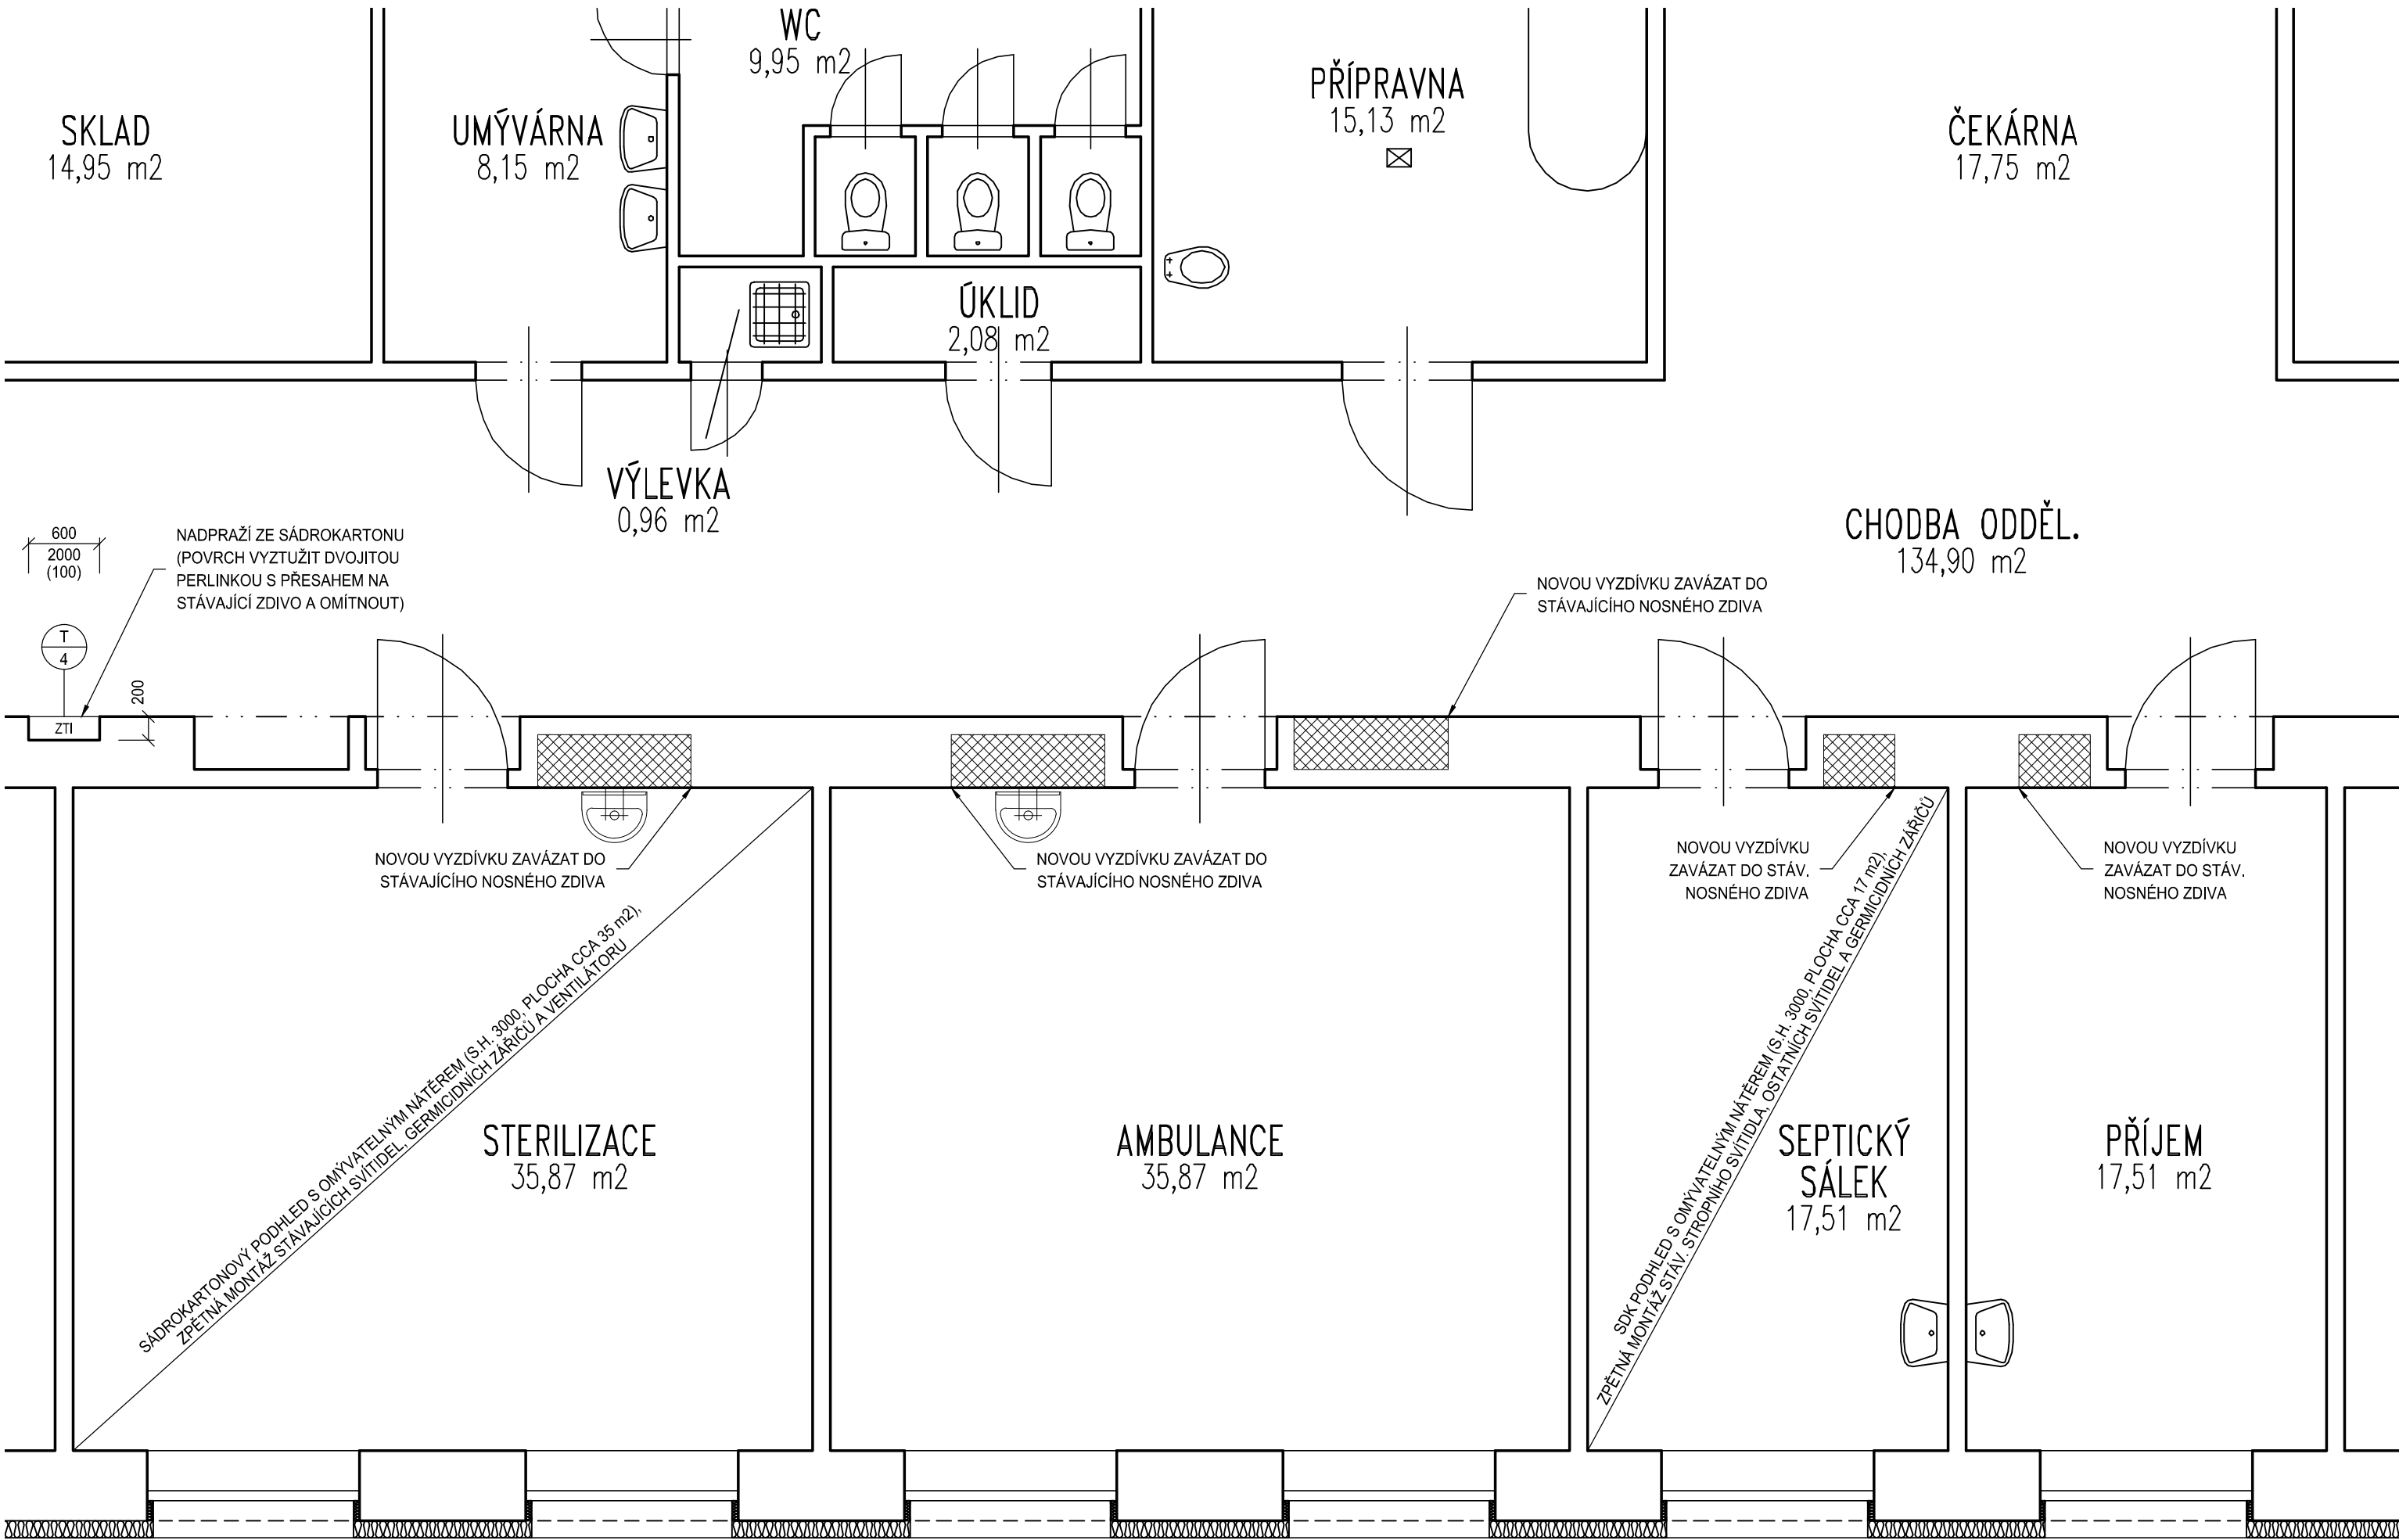 WC
9,95 m2
SKLAD
14,95 m2
UMÝVÁRNA
8,15 m2
PŘÍPRAVNA
15,13 m2
ČEKÁRNA
17,75 m2
ÚKLID
2,08 m2
VÝLEVKA
0,96 m2
CHODBA ODDĚL.
134,90 m2
600
2000
(100)
NADPRAŽÍ ZE SÁDROKARTONU
(POVRCH VYZTUŽIT DVOJITOU
PERLINKOU S PŘESAHEM NA
STÁVAJÍCÍ ZDIVO A OMÍTNOUT)
T
4
200
ZTI
NOVOU VYZDÍVKU ZAVÁZAT DO
STÁVAJÍCÍHO NOSNÉHO ZDIVA
NOVOU VYZDÍVKU ZAVÁZAT DO
STÁVAJÍCÍHO NOSNÉHO ZDIVA
NOVOU VYZDÍVKU ZAVÁZAT DO
STÁVAJÍCÍHO NOSNÉHO ZDIVA
NOVOU VYZDÍVKU
ZAVÁZAT DO STÁV.
NOSNÉHO ZDIVA
NOVOU VYZDÍVKU
ZAVÁZAT DO STÁV.
NOSNÉHO ZDIVA
SÁDROKARTONOVÝ PODHLED S OMÝVATELNÝM NÁTĚREM (S.H. 3000, PLOCHA CCA 35 m2),
ZPĚTNÁ MONTÁŽ STÁVAJÍCÍCH SVÍTIDEL, GERMICIDNÍCH ZÁŘIČŮ A VENTILÁTORU
STERILIZACE
35,87 m2
AMBULANCE
35,87 m2
SDK PODHLED S OMÝVATELNÝM NÁTĚREM (S.H. 3000, PLOCHA CCA 17 m2),
ZPĚTNÁ MONTÁŽ STÁV. STROPNÍHO SVÍTIDLA, OSTATNÍCH SVÍTIDEL A GERMICIDNÍCH ZÁŘIČŮ
SEPTICKÝ
SÁLEK
17,51 m2
PŘÍJEM
17,51 m2